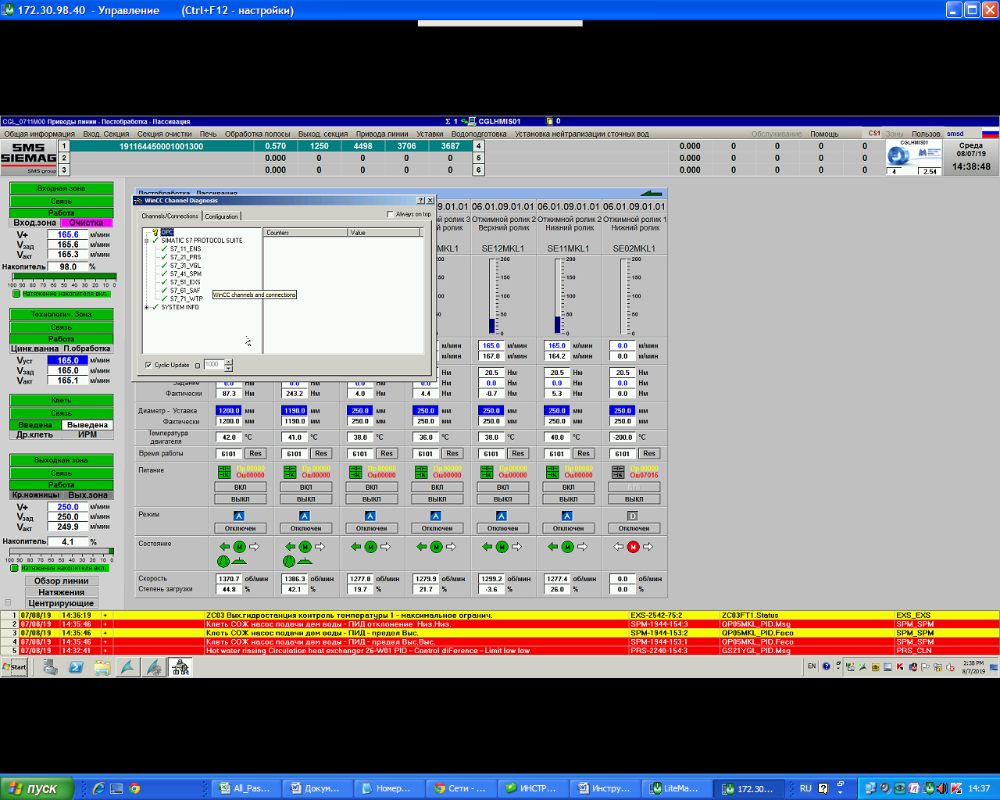 172.30.98.40 - Управление (Ctrl+F12 - настройки)
CGL_0711M00 Приводы линии - Постобработка - Пассивация Σ 1 CGLHMIS01 0
Общая информация Вход. Секция Секция очистки Печь Обработка полосы Выход. секция Привода линии Уставки Водоподготовка Установка нейтрализации сточных вод Обслуживание Помощь CS1 Зоны Пользов. smsd
SMS SIEMAG
SMS group
1 191164450001001300 0.570 1250 4498 3706 3687 4 0.000 0 0 0 0
2 0.000 0 0 0 0 5 0.000 0 0 0 0
3 0.000 0 0 0 0 6 0.000 0 0 0 0
CGLHMIS01
4 2.54
Среда
08/07/19
14:38:48
Входная зона
Связь
Работа
Вход.зона Очистка
V+ 165.6 м/мин
Vзад 165.6 м/мин
Vакт 165.3 м/мин
Накопитель 98.0 %
100 90 80 70 60 50 40 30 20 10 0
Натяжение накопителя вкл.
Технологич. Зона
Связь
Работа
Цинк.ванна П.обработка
Vуст 165.0 м/мин
Vзад 165.0 м/мин
Vакт 165.1 м/мин
Клеть
Связь
Введена Выведена
Др.клеть ИРМ
Выходная зона
Связь
Работа
Кр.ножницы Вых.зона
V+ 250.0 м/мин
Vзад 250.0 м/мин
Vакт 249.9 м/мин
Накопитель 4.1 %
100 90 80 70 60 50 40 30 20 10 0
Натяжение накопителя вкл.
Обзор линии
Натяжения
Центрирующие
Постобработка Пассивация
WinCC Channel Diagnosis
Channels/Connections Configuration Always on top
OPC
SIMATIC S7 PROTOCOL SUITE
S7_11_ENS
S7_21_PRS
S7_31_VGL
S7_41_SPM
S7_51_EXS
S7_61_SAF
S7_71_WTP
SYSTEM INFO
Counters Value
WinCC channels and connections
Cyclic Update 1000
.09.01.01 06.01.09.01.01 06.01.09.01.01 06.01.09.01.01
ой ролик 3 Отжимной ролик 2 Отжимной ролик 2 Отжимной ролик 1
й ролик Верхний ролик Нижний ролик Нижний ролик
MKL1 SE12MKL1 SE11MKL1 SE02MKL1
200 200 200 200
150 150 150 150
100 100 100 100
50 50 50 50
0 0 0 0
м/мин 165.0 м/мин 165.0 м/мин 0.0 м/мин
м/мин 167.0 м/мин 164.2 м/мин 0.0 м/мин
Нм 20.5 Нм 20.5 Нм 20.5 Нм
Задание 0.0 Нм 0.0 Нм 0.0 Нм 0.0 Нм 0.0 Нм 0.0 Нм 0.0 Нм
Фактически 87.3 Нм 243.2 Нм 4.0 Нм 4.4 Нм -0.7 Нм 5.3 Нм 0.0 Нм
Диаметр - Уставка 1200.0 мм 1190.0 мм 250.0 мм 250.0 мм 250.0 мм 250.0 мм 250.0 мм
Фактически 1200.0 мм 1190.0 мм 250.0 мм 250.0 мм 250.0 мм 250.0 мм 250.0 мм
Температура двигателя 42.0 °C 41.0 °C 38.0 °C 36.0 °C 38.0 °C 40.0 °C -200.0 °C
Время работы 6101 Res 6101 Res 6101 Res 6101 Res 6101 Res 6101 Res 6101 Res
Питание Пр00000 Пр00000 Пр00000 Пр00000 Пр00000 Пр00000 Пр00000
Ош00000 Ош00000 Ош00000 Ош00000 Ош00000 Ош00000 Ош07016
ВКЛ ВКЛ ВКЛ ВКЛ ВКЛ ВКЛ ВКЛ
ВЫКЛ ВЫКЛ ВЫКЛ ВЫКЛ ВЫКЛ ВЫКЛ ВЫКЛ
Режим A A A A A A D
Отключен Отключен Отключен Отключен Отключен Отключен Отключен
Состояние M M M M M M M
Скорость 1370.7 об/мин 1386.3 об/мин 1277.8 об/мин 1279.9 об/мин 1299.2 об/мин 1277.4 об/мин 0.0 об/мин
Степень загрузки 44.8 % 42.1 % 19.7 % 21.7 % -3.6 % 26.0 % 0.0 %
1 07/08/19 14:36:19 + ZC03 Вых.гидростанция контроль температуры 1 - максимальное огранич. EXS-2542-75:2 ZC03FT1.Status EXS_EXS
2 07/08/19 14:35:46 + Клеть СОЖ насос подачи дем воды - ПИД отклонение Низ.Низ. SPM-1944-154:3 QP05MKL_PID.Msg SPM_SPM
3 07/08/19 14:35:46 + Клеть СОЖ насос подачи дем воды - ПИД - предел Выс. SPM-1944-153:2 QP05MKL_PID.Feco SPM_SPM
4 07/08/19 14:35:46 + Клеть СОЖ насос подачи дем воды - ПИД - предел Выс.Выс. SPM-1944-153:1 QP05MKL_PID.Feco SPM_SPM
5 07/08/19 14:32:41 + Hot water rinsing Circulation heat exchanger 26-W01 PID - Control diFerence - Limit low low PRS-2240-154:3 GS21YGL_PID.Msg PRS_CLN
Start EN 2:38 PM
8/7/2019
пуск All_Pas... Докум... Номер... Сети - ... ИНСТР... Инстру... LiteMa... 172.30... RU 14:37